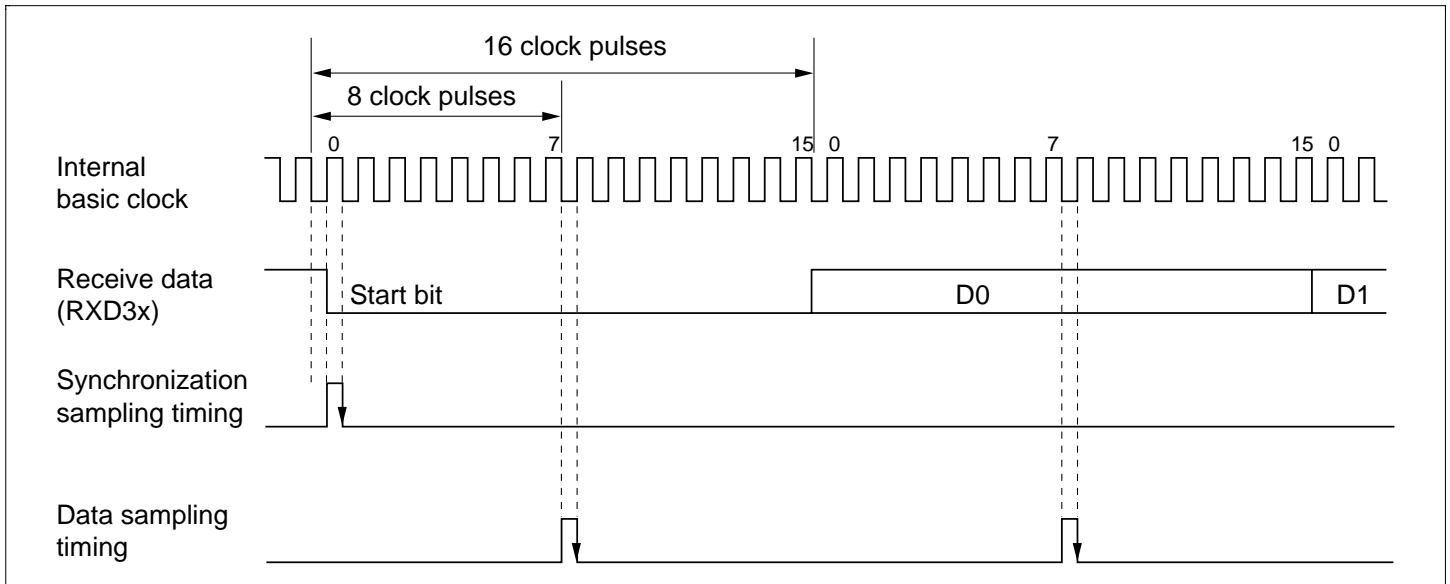 16 clock pulses
8 clock pulses
0 7 15 0 7 15 0
Internal
basic clock
Receive data
(RXD3x)
Start bit D0 D1
Synchronization
sampling timing
Data sampling
timing